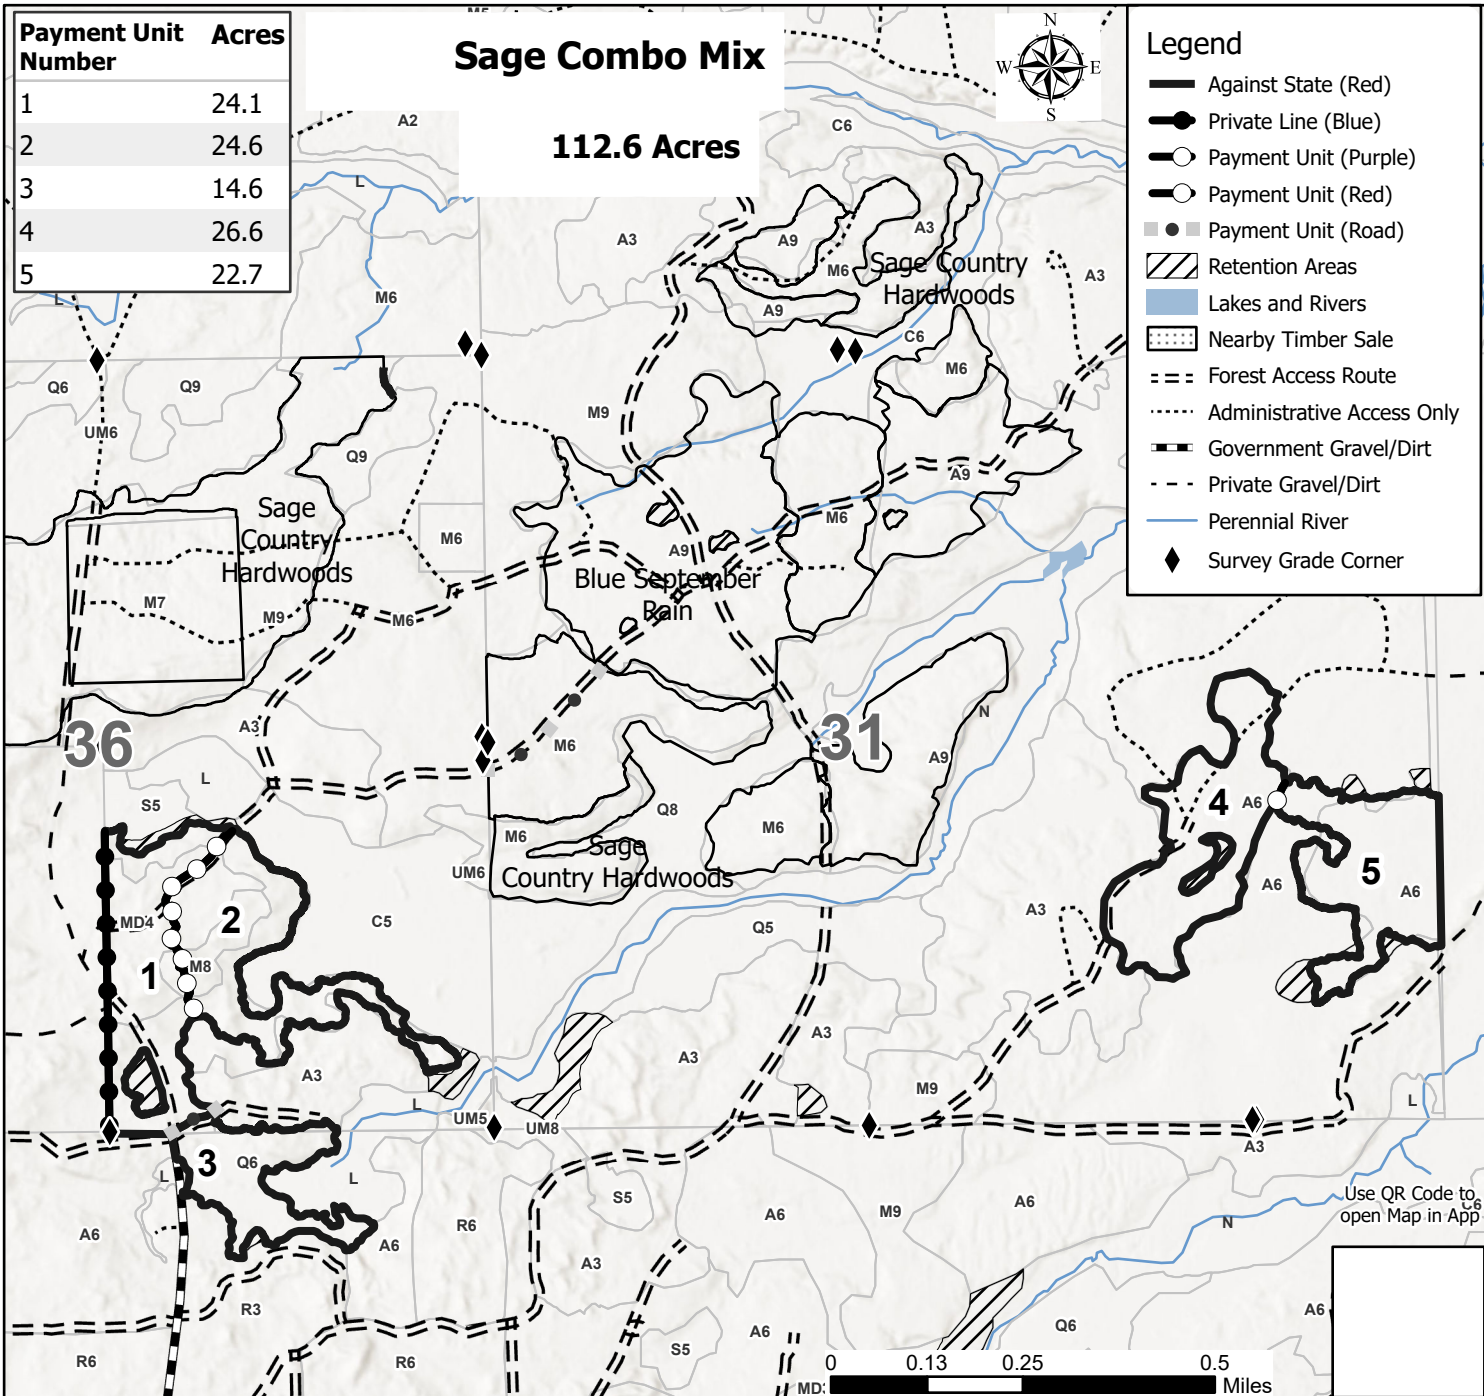 Payment Unit Number Acres
1 24.1
2 24.6
3 14.6
4 26.6
5 22.7
Sage Combo Mix
112.6 Acres
N
W E
S
Legend
Against State (Red)
Private Line (Blue)
Payment Unit (Purple)
Payment Unit (Red)
Payment Unit (Road)
Retention Areas
Lakes and Rivers
Nearby Timber Sale
Forest Access Route
Administrative Access Only
Government Gravel/Dirt
Private Gravel/Dirt
Perennial River
Survey Grade Corner
M5
A2
C6
L
A3
A9
A3
M6
Sage Country
Hardwoods
A3
L
M6
A9
C6
M6
Q6
Q9
M9
UM6
Q9
A9
Sage
Country
Hardwoods
M6
M6
A9
Blue September
Rain
M7
M9
M6
36
A3
M6
31
N
A9
L
S5
Q8
M6
M6
Sage
Country Hardwoods
UM6
4
A6
5
A6
A6
MD4
2
C5
Q5
A3
1
M8
A3
A3
A3
M9
L
UM5
UM8
L
A3
3
Q6
L
L
S5
A6
M9
A6
Use QR Code to
open Map in App
C6
N
A6
A6
R6
A3
R3
A6
Q6
A6
R6
R6
S5
0 0.13 0.25 0.5
Miles